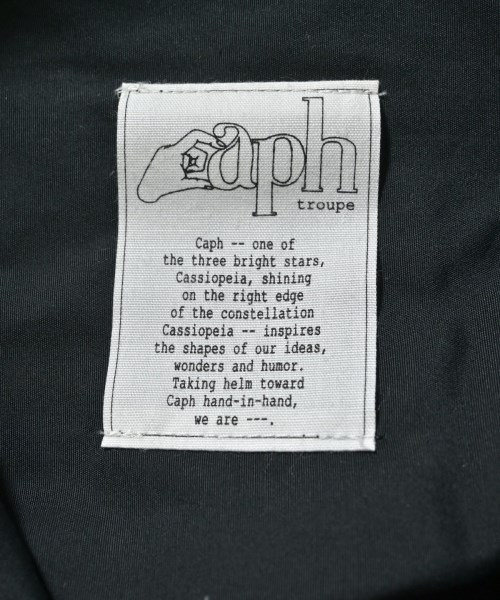 Caph
troupe
Caph -- one of
the three bright stars,
Cassiopeia, shining
on the right edge
of the constellation
Cassiopeia -- inspires
the shapes of our ideas,
wonders and humor.
Taking helm toward
Caph hand-in-hand,
we are ---.